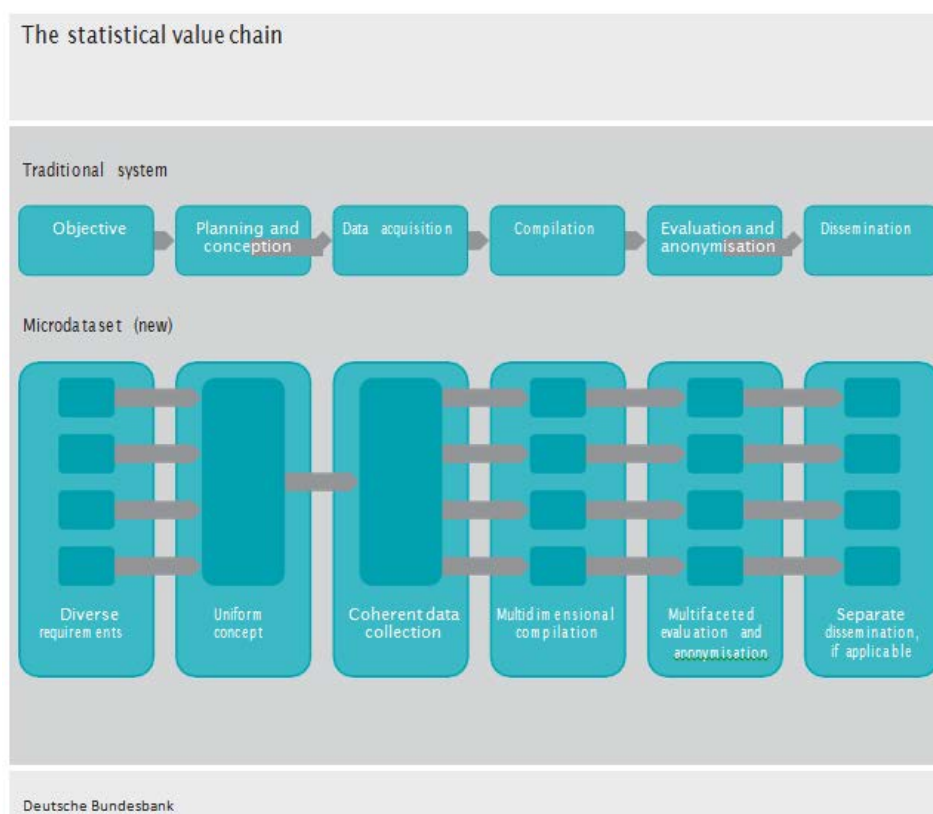 The statistical value chain
Traditional system
Objective
Planning and
conception
Data acquisition
Compilation
Evaluation and
anonymisation
Dissemination
Microdataset (new)
Diverse
requirements
Uniform
concept
Coherent data
collection
Multidimensional
compilation
Multifaceted
evaluation and
anonymisation
Separate
dissemination,
if applicable
Deutsche Bundesbank